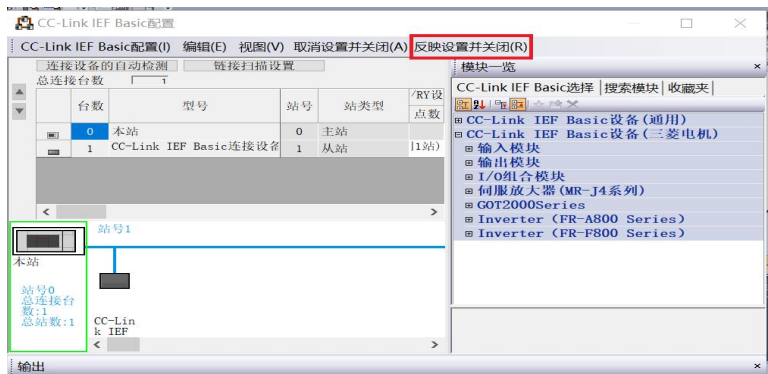 CC-Link IEF Basic配置
CC-Link IEF Basic配置(I) 编辑(E) 视图(V) 取消设置并关闭(A) 反映设置并关闭(R)
连接设备的自动检测 链接扫描设置
总连接台数 1
台数 型号 站号 站类型 /RY设
点数
0 本站 0 主站
1 CC-Link IEF Basic连接设备 1 从站 [1站)
站号1
本站
站号0
总连接台
数:1
总站数:1
CC-Lin
k IEF
模块一览
CC-Link IEF Basic选择 搜索模块 收藏夹
CC-Link IEF Basic设备(通用)
CC-Link IEF Basic设备(三菱电机)
输入模块
输出模块
I/O组合模块
伺服放大器(MR-J4系列)
GOT2000Series
Inverter (FR-A800 Series)
Inverter (FR-F800 Series)
输出